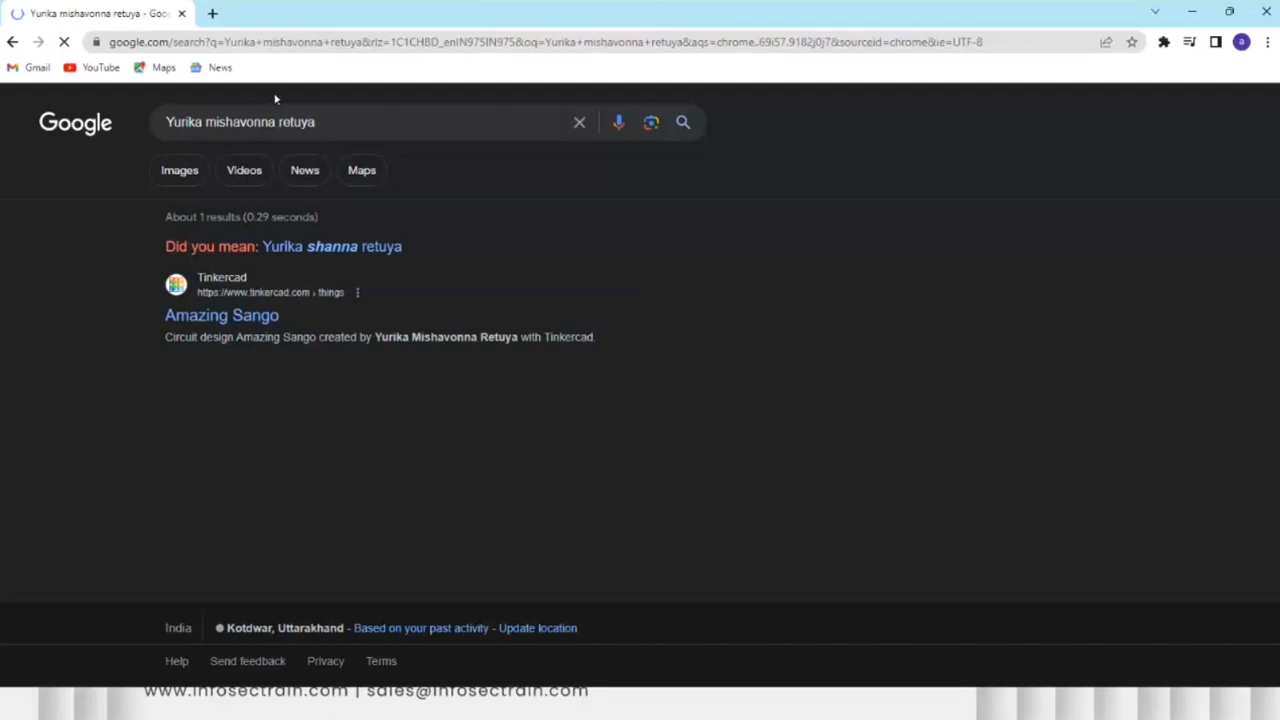 Yurika mishavonna retuya - Goo
google.com/search?q=Yurika+mishavonna+retuya&rlz=1C1CHBD_enIN975IN975&oq=Yurika+mishavonna+retuya&aqs=chrome..69i57.9182j0j7&sourceid=chrome&ie=UTF-8
a
Gmail YouTube Maps News
Google Yurika mishavonna retuya
Images Videos News Maps
About 1 results (0.29 seconds)
Did you mean: Yurika shanna retuya
Tinkercad
https://www.tinkercad.com › things
Amazing Sango
Circuit design Amazing Sango created by Yurika Mishavonna Retuya with Tinkercad.
India Kotdwar, Uttarakhand - Based on your past activity - Update location
Help Send feedback Privacy Terms
www.infosectrain.com | sales@infosectrain.com